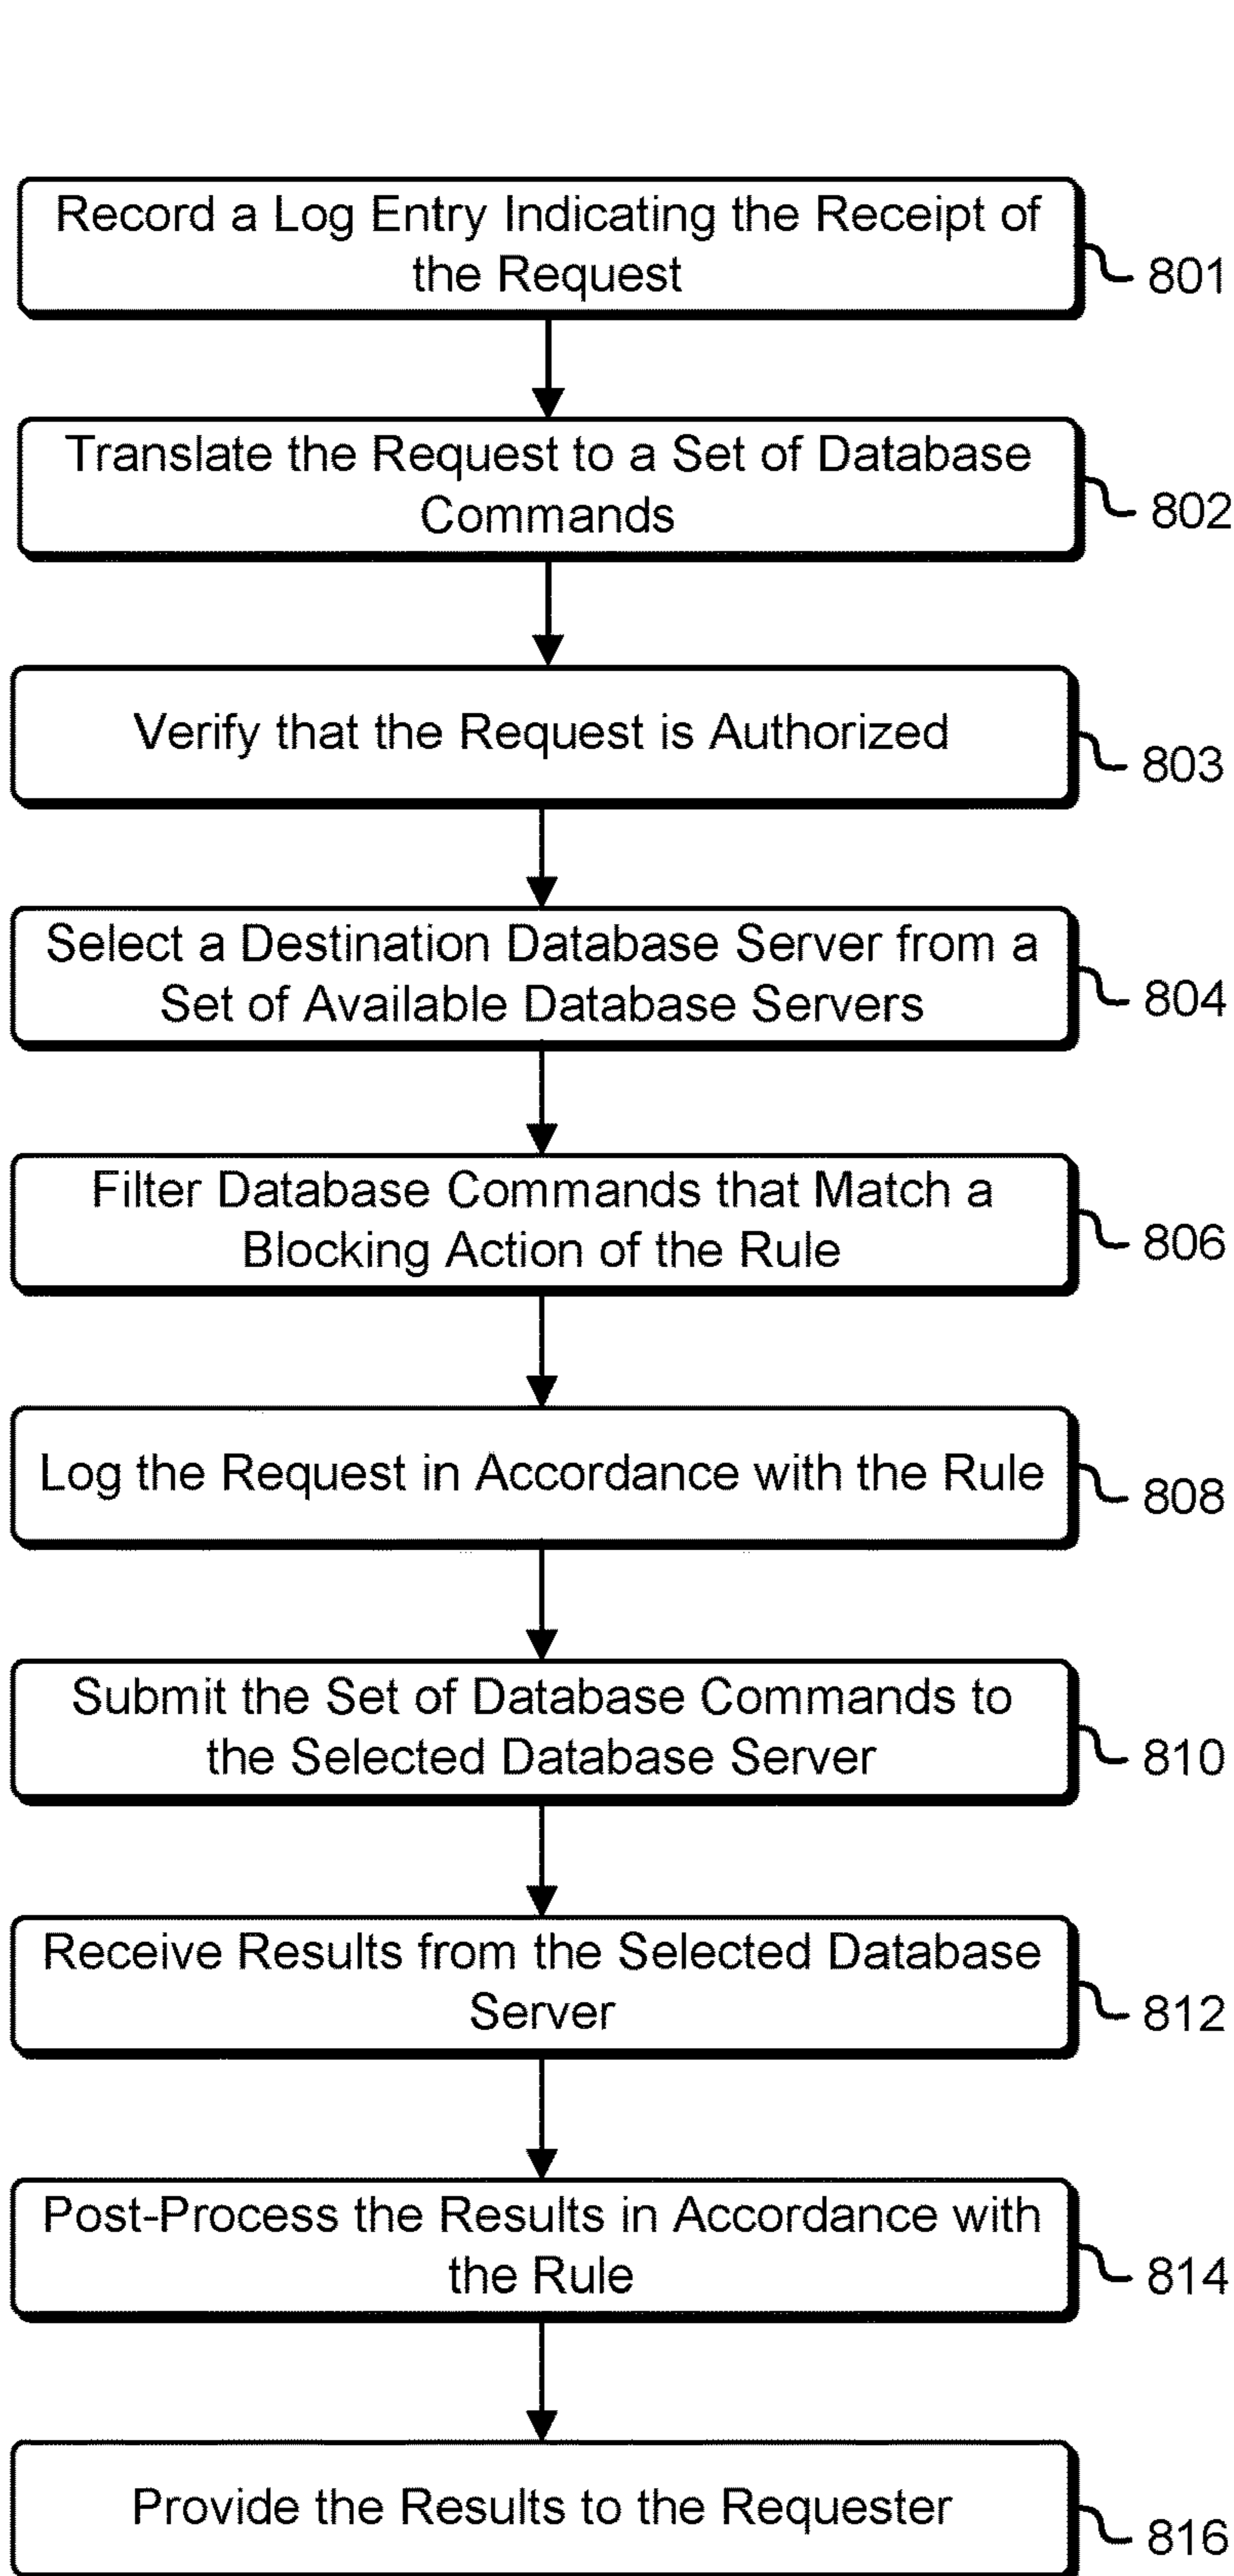 Record a Log Entry Indicating the Receipt of
the Request
801
Translate the Request to a Set of Database
Commands
802
Verify that the Request is Authorized
803
Select a Destination Database Server from a
Set of Available Database Servers
804
Filter Database Commands that Match a
Blocking Action of the Rule
806
Log the Request in Accordance with the Rule
808
Submit the Set of Database Commands to
the Selected Database Server
810
Receive Results from the Selected Database
Server
812
Post-Process the Results in Accordance with
the Rule
814
Provide the Results to the Requester
816